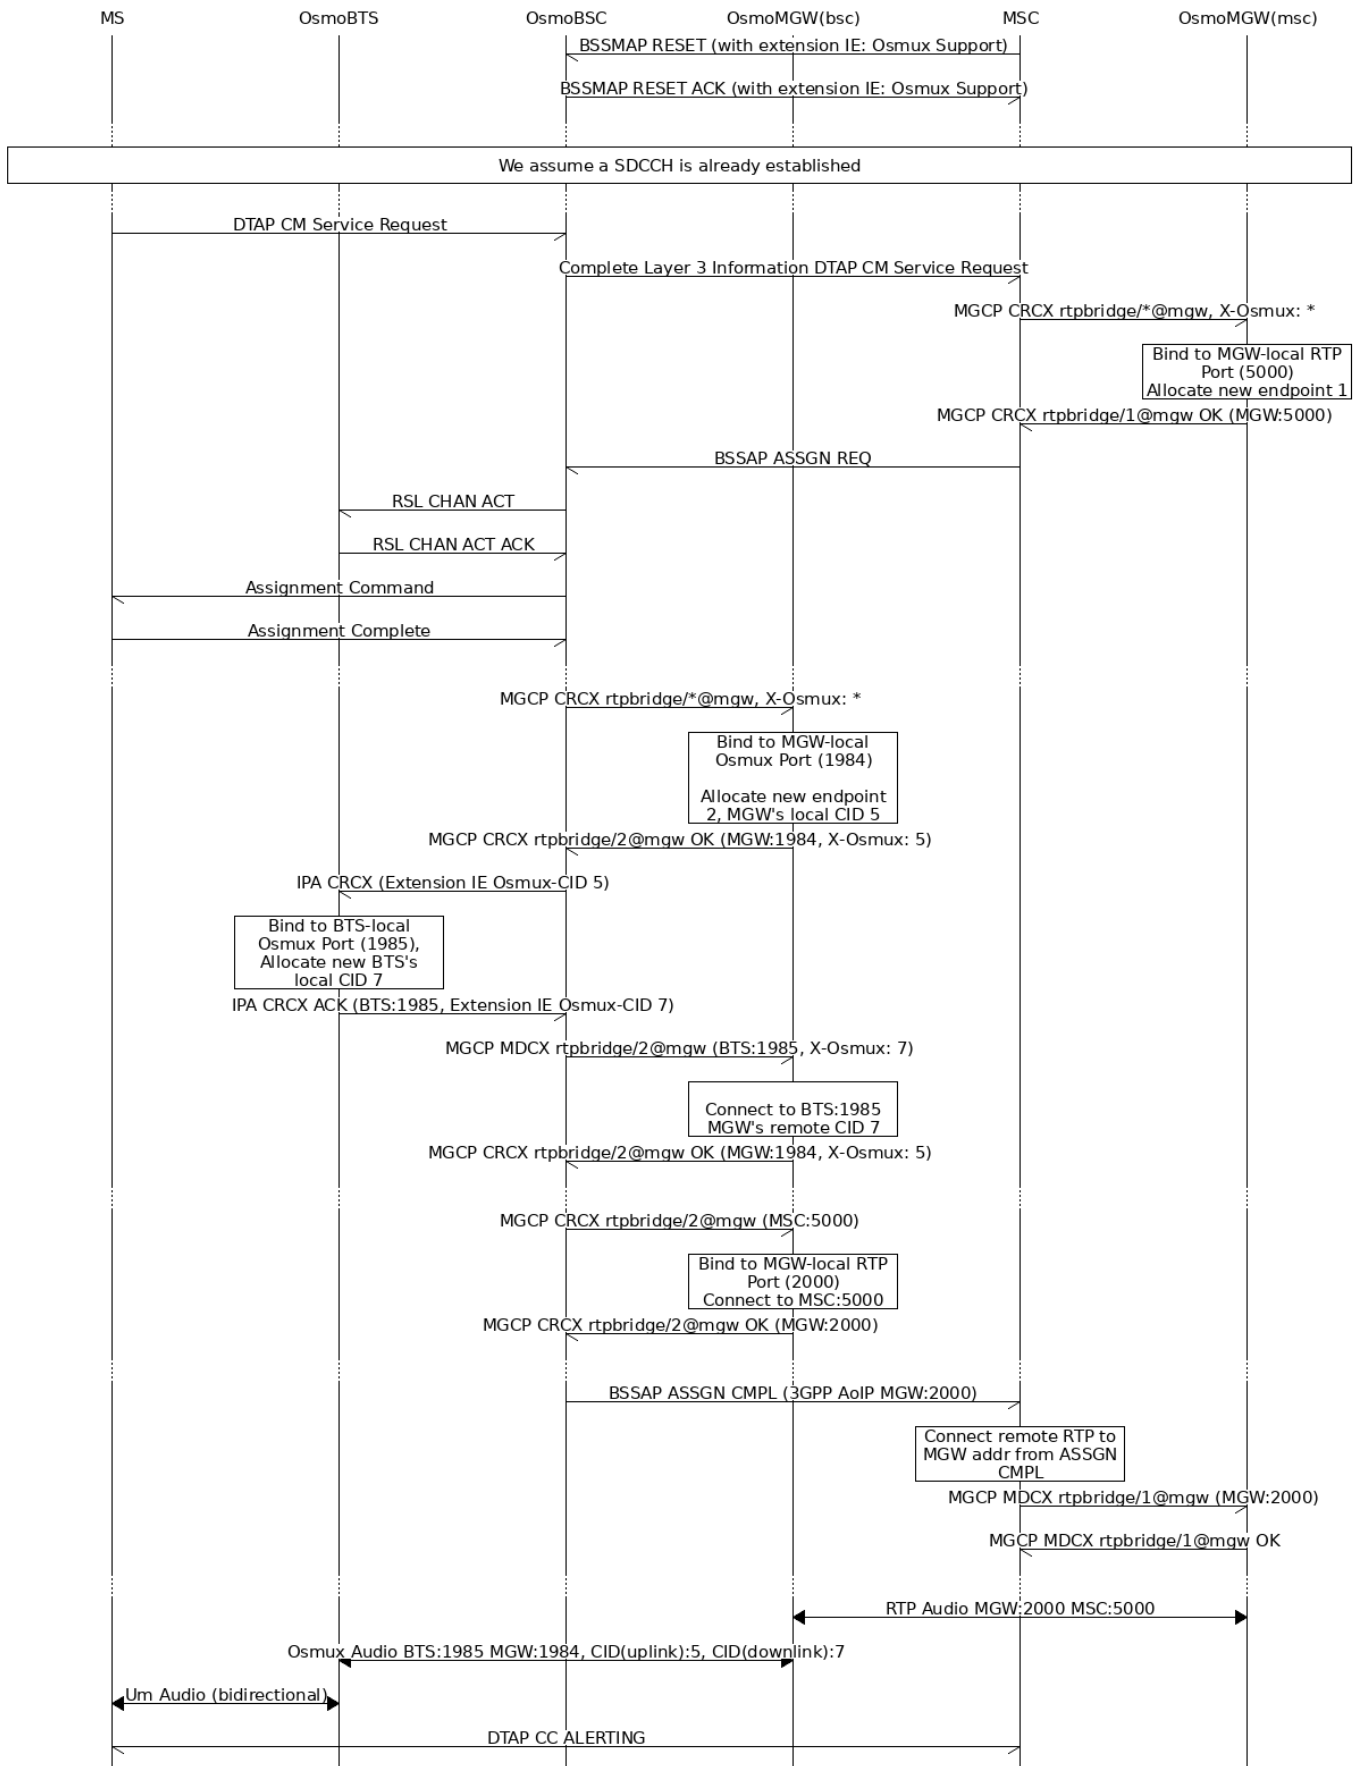 MS OsmoBTS OsmoBSC OsmoMGW(bsc) MSC OsmoMGW(msc)
BSSMAP RESET (with extension IE: Osmux Support)
BSSMAP RESET ACK (with extension IE: Osmux Support)
We assume a SDCCH is already established
DTAP CM Service Request
Complete Layer 3 Information DTAP CM Service Request
MGCP CRCX rtpbridge/*@mgw, X-Osmux: *
Bind to MGW-local RTP
Port (5000)
Allocate new endpoint 1
MGCP CRCX rtpbridge/1@mgw OK (MGW:5000)
BSSAP ASSGN REQ
RSL CHAN ACT
RSL CHAN ACT ACK
Assignment Command
Assignment Complete
MGCP CRCX rtpbridge/*@mgw, X-Osmux: *
Bind to MGW-local
Osmux Port (1984)
Allocate new endpoint
2, MGW's local CID 5
MGCP CRCX rtpbridge/2@mgw OK (MGW:1984, X-Osmux: 5)
IPA CRCX (Extension IE Osmux-CID 5)
Bind to BTS-local
Osmux Port (1985),
Allocate new BTS's
local CID 7
IPA CRCX ACK (BTS:1985, Extension IE Osmux-CID 7)
MGCP MDCX rtpbridge/2@mgw (BTS:1985, X-Osmux: 7)
Connect to BTS:1985
MGW's remote CID 7
MGCP CRCX rtpbridge/2@mgw OK (MGW:1984, X-Osmux: 5)
MGCP CRCX rtpbridge/2@mgw (MSC:5000)
Bind to MGW-local RTP
Port (2000)
Connect to MSC:5000
MGCP CRCX rtpbridge/2@mgw OK (MGW:2000)
BSSAP ASSGN CMPL (3GPP AoIP MGW:2000)
Connect remote RTP to
MGW addr from ASSGN
CMPL
MGCP MDCX rtpbridge/1@mgw (MGW:2000)
MGCP MDCX rtpbridge/1@mgw OK
RTP Audio MGW:2000 MSC:5000
Osmux Audio BTS:1985 MGW:1984, CID(uplink):5, CID(downlink):7
Um Audio (bidirectional)
DTAP CC ALERTING